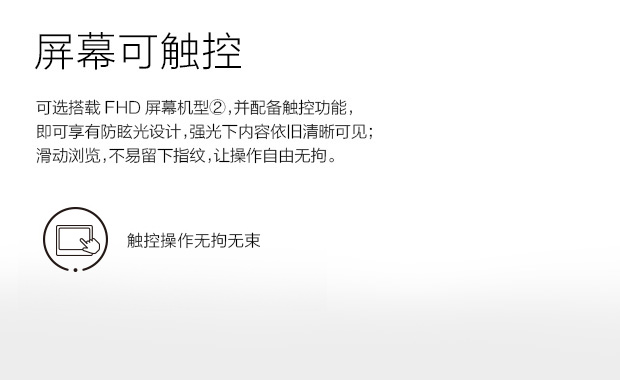 屏幕可触控
可选搭载 FHD 屏幕机型②,并配备触控功能,
即可享有防眩光设计,强光下内容依旧清晰可见;
滑动浏览,不易留下指纹,让操作自由无拘。
触控操作无拘无束